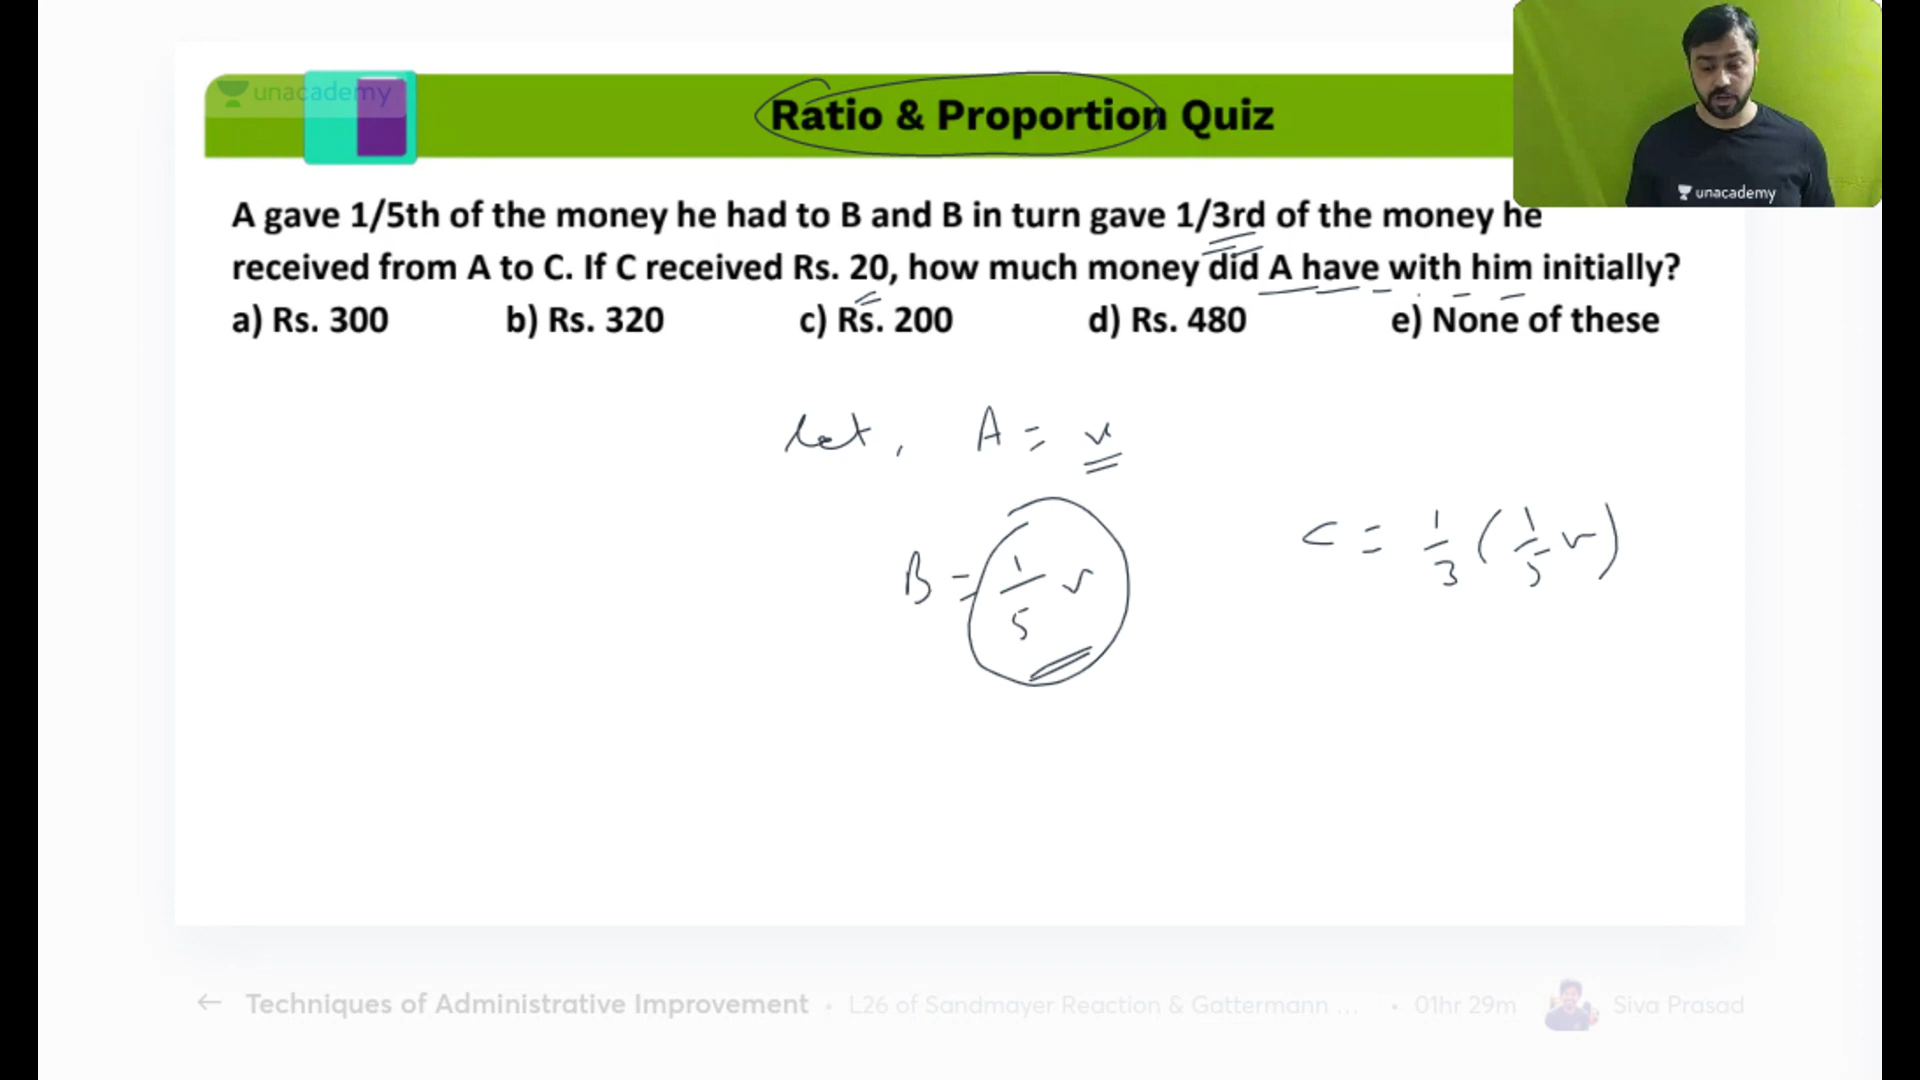 unacademy
Ratio & Proportion Quiz
unacademy
A gave 1/5th of the money he had to B and B in turn gave 1/3rd of the money he
received from A to C. If C received Rs. 20, how much money did A have with him initially?
a) Rs. 300 b) Rs. 320 c) Rs. 200 d) Rs. 480 e) None of these
let, A = x
B = 1/5 x
C = 1/3 (1/5 x)
← Techniques of Administrative Improvement • L26 of Sandmayer Reaction & Gattermann ... • 01hr 29m Siva Prasad